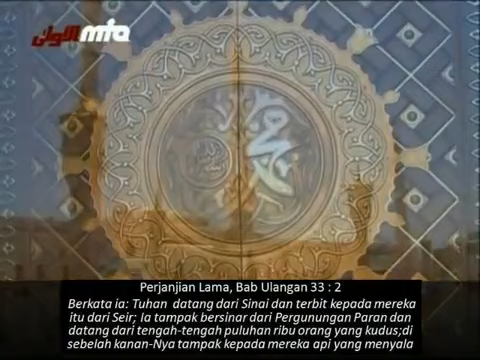 mta الاولى
Perjanjian Lama, Bab Ulangan 33 : 2
Berkata ia: Tuhan datang dari Sinai dan terbit kepada mereka
itu dari Seir; Ia tampak bersinar dari Pergunungan Paran dan
datang dari tengah-tengah puluhan ribu orang yang kudus;di
sebelah kanan-Nya tampak kepada mereka api yang menyala